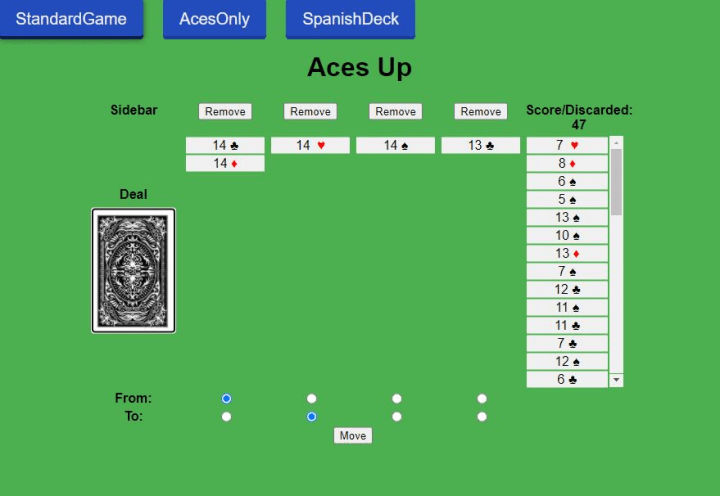 StandardGame AcesOnly SpanishDeck
Aces Up
Sidebar Remove Remove Remove Remove Score/Discarded:
47
14 ♣ 14 ♥ 14 ♠ 13 ♣ 7 ♥
14 ♦ 8 ♦
6 ♠
Deal
5 ♠
13 ♠
10 ♠
13 ♦
7 ♠
12 ♣
11 ♠
11 ♣
7 ♣
12 ♠
6 ♣
From:
To:
Move